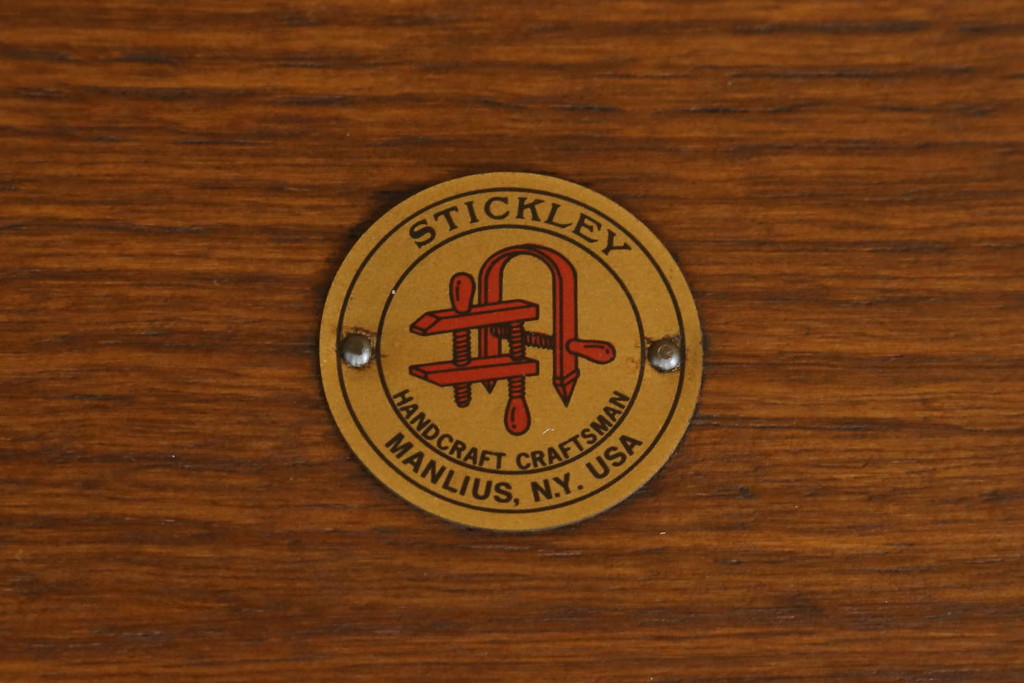 STICKLEY
HANDCRAFT CRAFTSMAN
MANLIUS, N.Y. USA